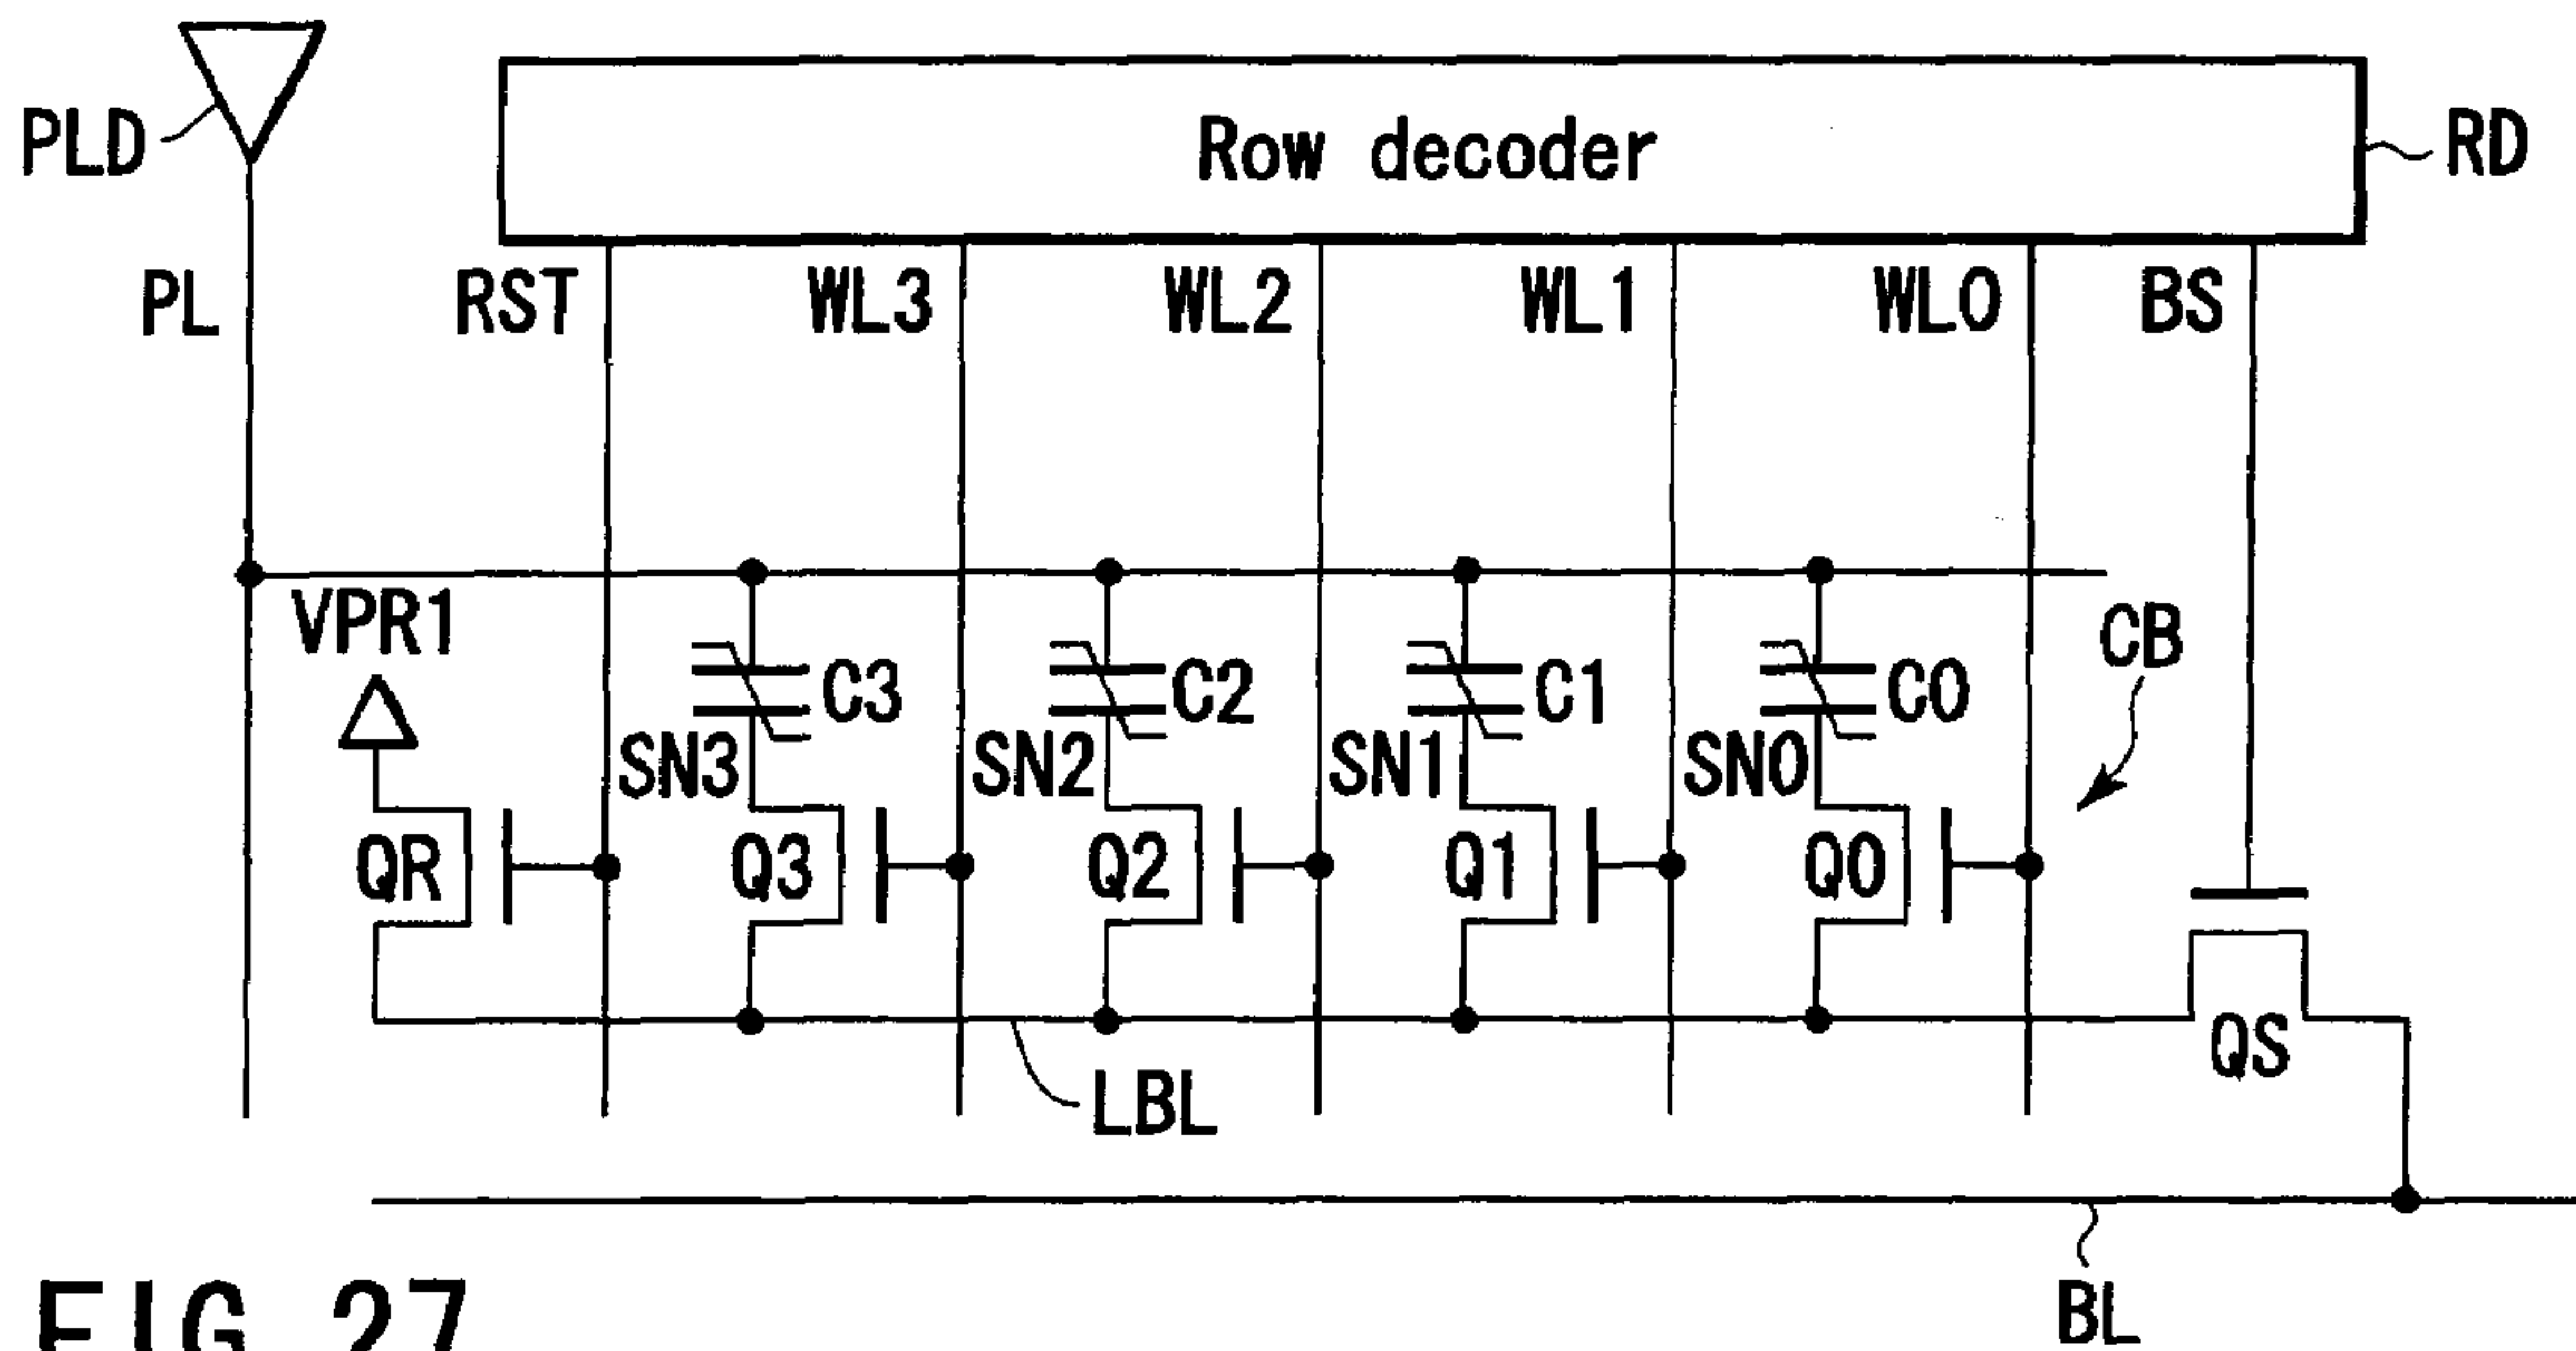 PLD
Row decoder
RD
PL
RST
WL3
WL2
WL1
WL0
BS
VPR1
CB
C3
C2
C1
C0
SN3
SN2
SN1
SN0
QR
Q3
Q2
Q1
Q0
QS
LBL
BL
FIG. 27